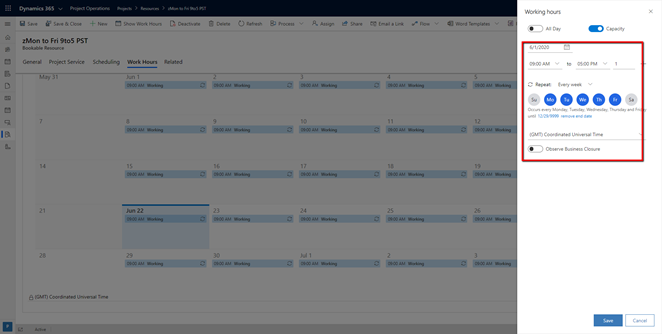 Dynamics 365
Project Operations
Projects > Resources > zMon to Fri 9to5 PST
Save
Save & Close
New
Show Work Hours
Deactivate
Delete
Refresh
Process
Assign
Share
Email a Link
Flow
Word Templates
zMon to Fri 9to5 PST
Bookable Resource
General
Project Service
Scheduling
Work Hours
Related
May 31
Jun 1
2
3
4
5
09:00 AM Working
09:00 AM Working
09:00 AM Working
09:00 AM Working
09:00 AM Working
7
8
9
10
11
12
09:00 AM Working
09:00 AM Working
09:00 AM Working
09:00 AM Working
09:00 AM Working
14
15
16
17
18
19
09:00 AM Working
09:00 AM Working
09:00 AM Working
09:00 AM Working
09:00 AM Working
21
Jun 22
23
24
25
26
09:00 AM Working
09:00 AM Working
09:00 AM Working
09:00 AM Working
09:00 AM Working
28
29
30
Jul 1
2
3
09:00 AM Working
09:00 AM Working
09:00 AM Working
09:00 AM Working
09:00 AM Working
(GMT) Coordinated Universal Time
P
Active
Working hours
All Day
Capacity
6/1/2020
09:00 AM
to
05:00 PM
1
Repeat:
Every week
Su Mo Tu We Th Fr Sa
Occurs every Monday, Tuesday, Wednesday, Thursday and Friday
until 12/29/9999 remove end date
(GMT) Coordinated Universal Time
Observe Business Closure
Save
Cancel